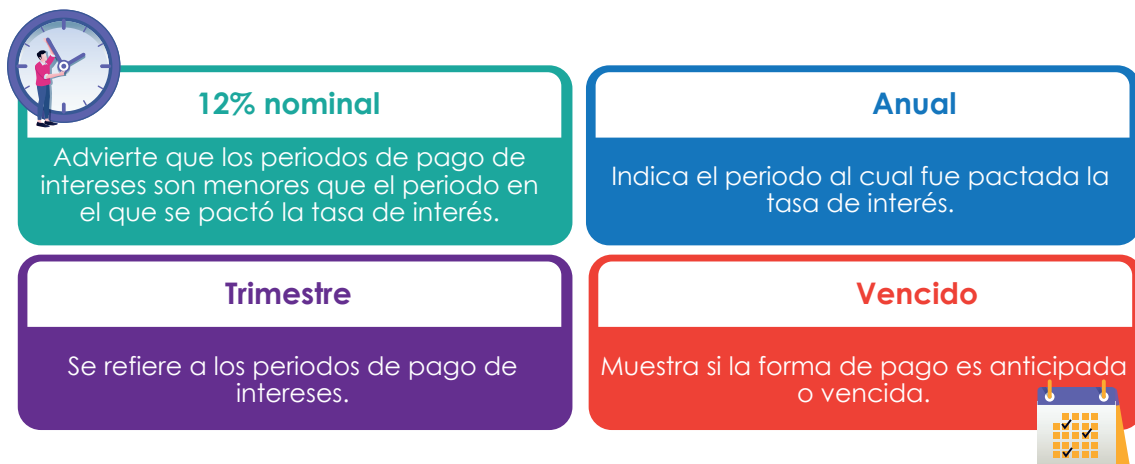 12% nominal
Advierte que los periodos de pago de
intereses son menores que el periodo en
el que se pactó la tasa de interés.
Anual
Indica el periodo al cual fue pactada la
tasa de interés.
Trimestre
Se refiere a los periodos de pago de
intereses.
Vencido
Muestra si la forma de pago es anticipada
o vencida.